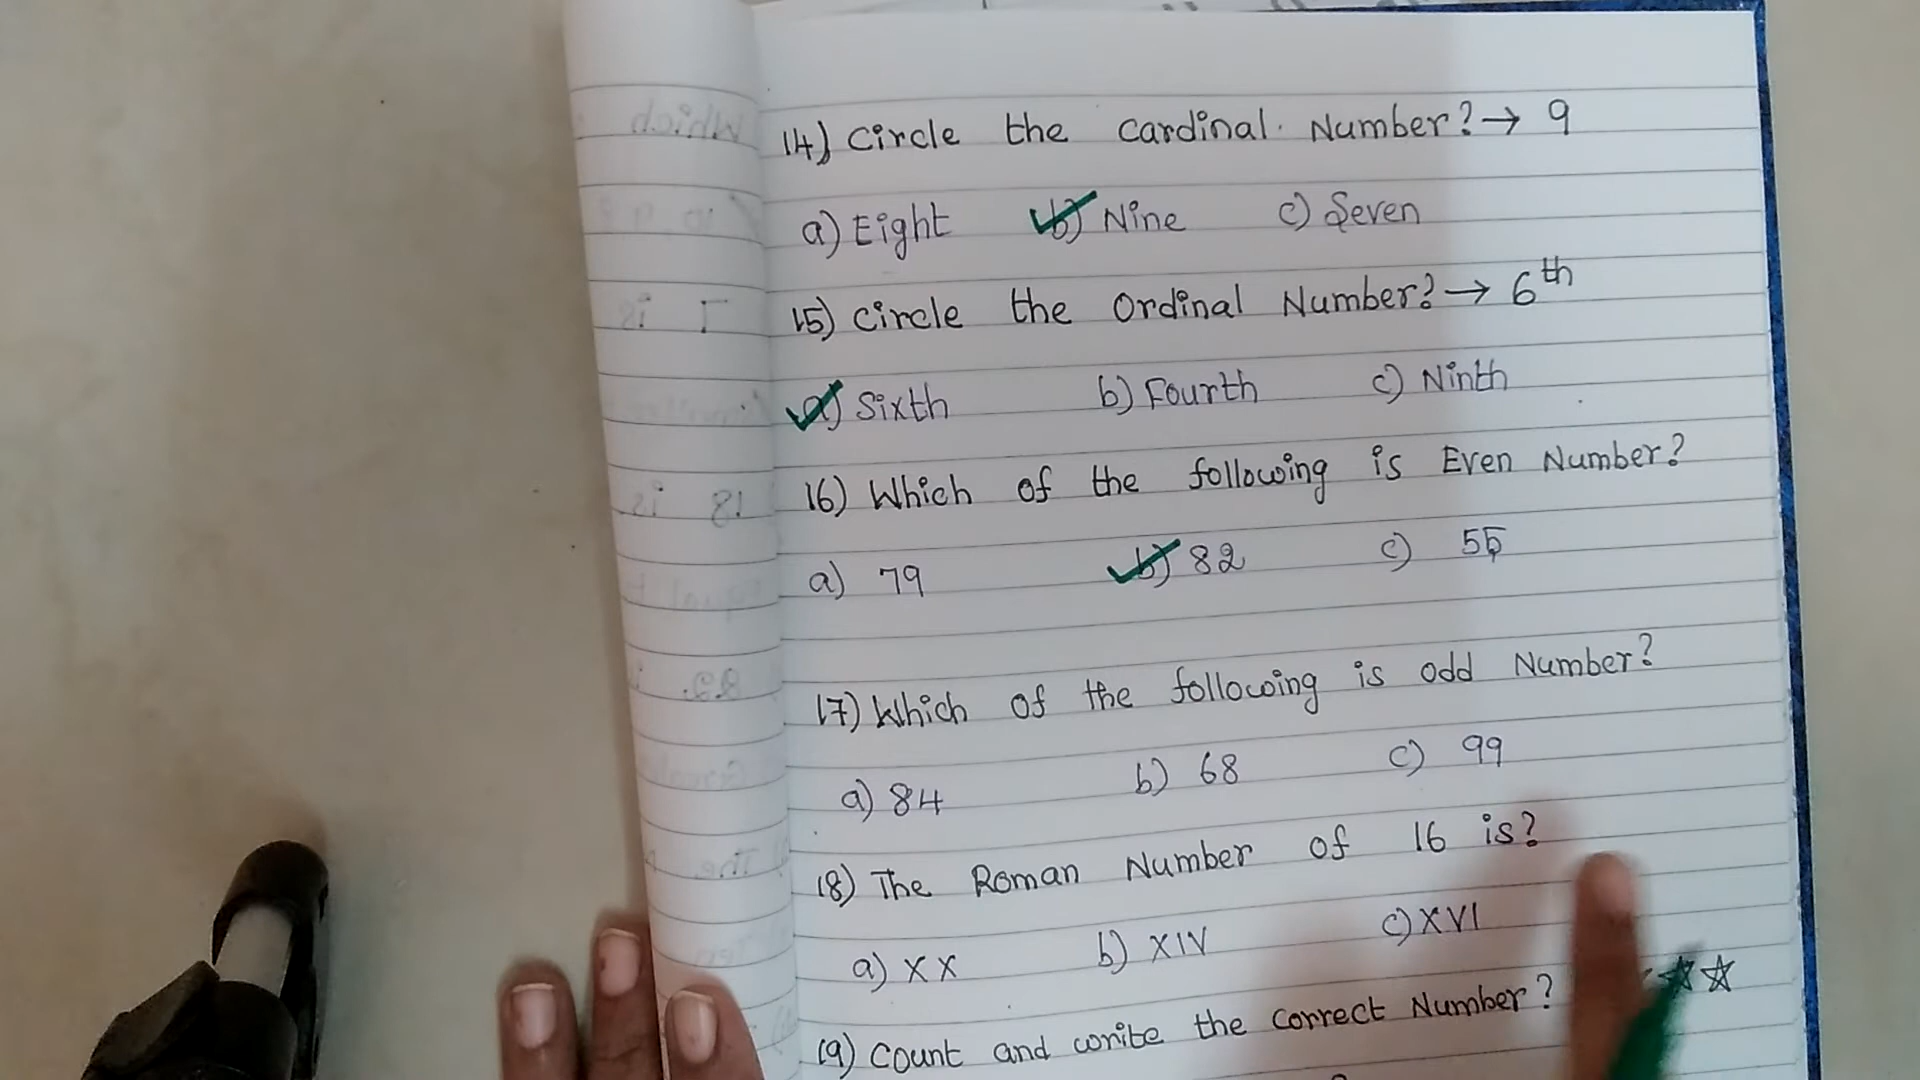 14) Circle the Cardinal. Number? → 9
a) Eight b) Nine c) Seven
15) Circle the Ordinal Number? → 6th
a) Sixth b) Fourth c) Ninth
16) Which of the following is Even Number?
a) 79 b) 82 c) 55
17) Which of the following is odd Number?
a) 84 b) 68 c) 99
18) The Roman Number of 16 is?
a) XX b) XIV c) XVI
19) Count and write the correct Number?